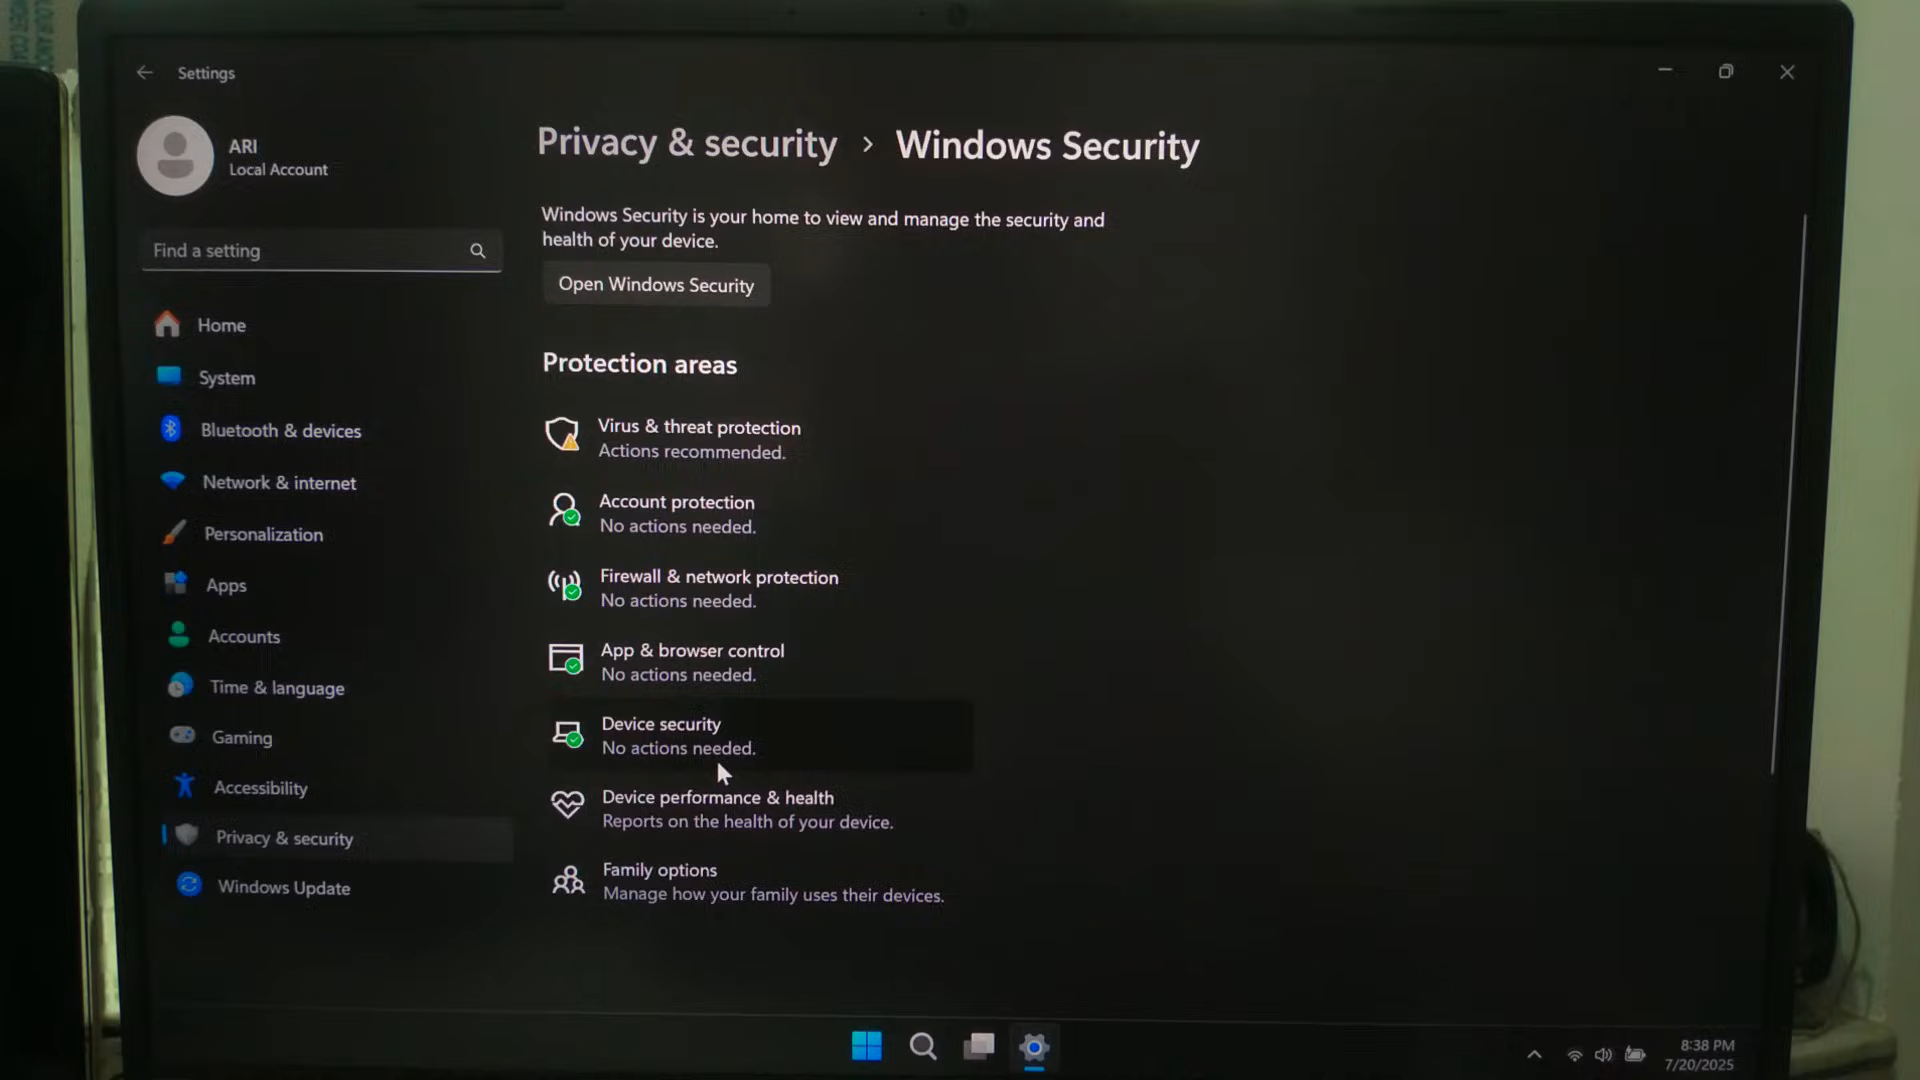 Settings
ARI
Local Account
Find a setting
Home
System
Bluetooth & devices
Network & internet
Personalization
Apps
Accounts
Time & language
Gaming
Accessibility
Privacy & security
Windows Update
Privacy & security > Windows Security
Windows Security is your home to view and manage the security and
health of your device.
Open Windows Security
Protection areas
Virus & threat protection
Actions recommended.
Account protection
No actions needed.
Firewall & network protection
No actions needed.
App & browser control
No actions needed.
Device security
No actions needed.
Device performance & health
Reports on the health of your device.
Family options
Manage how your family uses their devices.
8:38 PM
7/20/2025